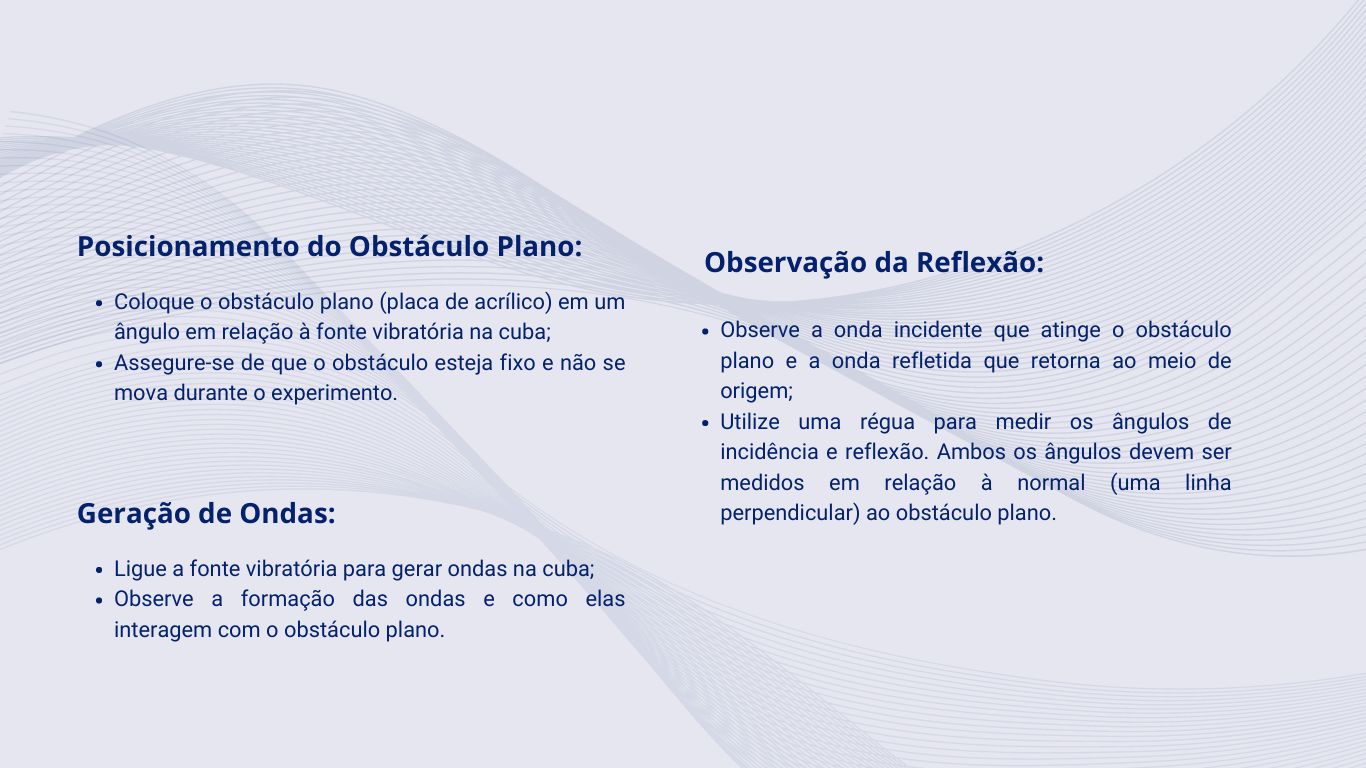 Posicionamento do Obstáculo Plano:
• Coloque o obstáculo plano (placa de acrílico) em um
ângulo em relação à fonte vibratória na cuba;
• Assegure-se de que o obstáculo esteja fixo e não se
mova durante o experimento.
Geração de Ondas:
• Ligue a fonte vibratória para gerar ondas na cuba;
• Observe a formação das ondas e como elas
interagem com o obstáculo plano.
Observação da Reflexão:
• Observe a onda incidente que atinge o obstáculo
plano e a onda refletida que retorna ao meio de
origem;
• Utilize uma régua para medir os ângulos de
incidência e reflexão. Ambos os ângulos devem ser
medidos em relação à normal (uma linha
perpendicular) ao obstáculo plano.